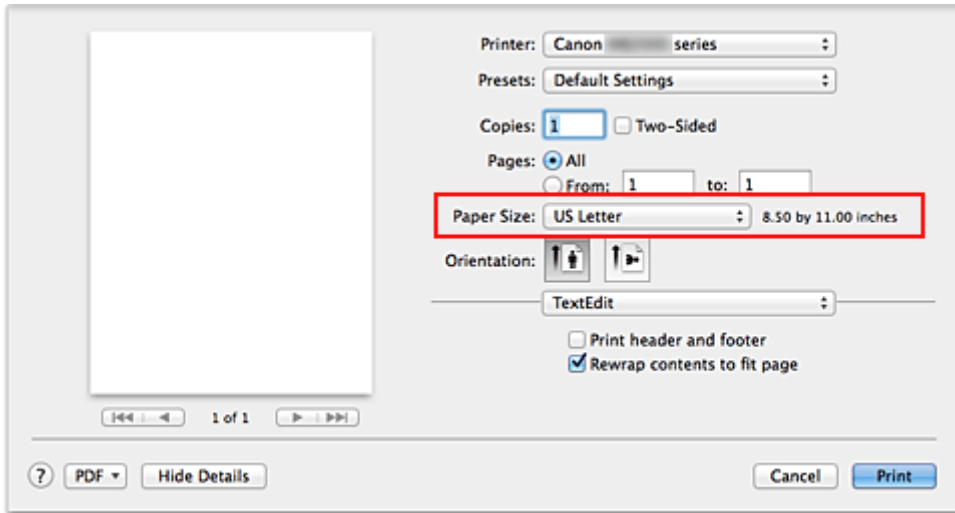 Printer: Canon series
Presets: Default Settings
Copies: 1 Two-Sided
Pages: All
From: 1 to: 1
Paper Size: US Letter 8.50 by 11.00 inches
Orientation:
TextEdit
Print header and footer
Rewrap contents to fit page
1 of 1
? PDF Hide Details Cancel Print